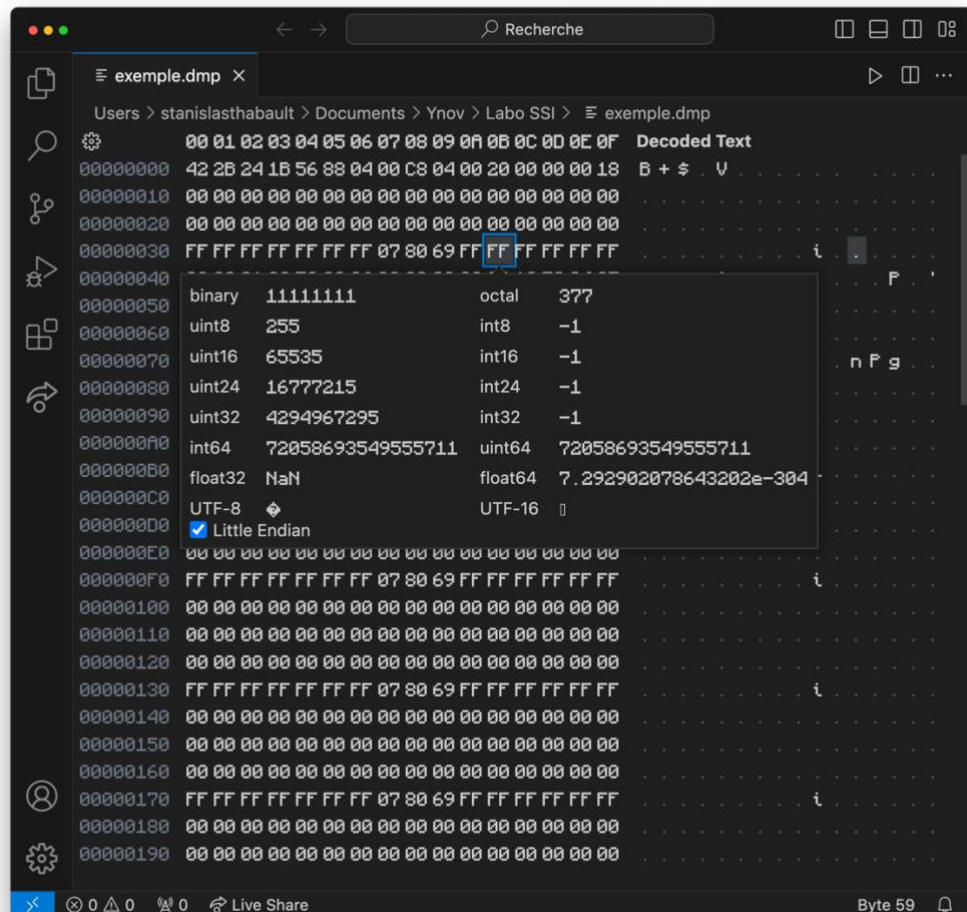 Recherche
exemple.dmp
Users > stanislasthabault > Documents > Ynov > Labo SSI > exemple.dmp
00 01 02 03 04 05 06 07 08 09 0A 0B 0C 0D 0E 0F Decoded Text
00000000 42 2B 24 1B 56 88 04 00 C8 04 00 20 00 00 00 18 B + $ . V . . . . . . . . . . .
00000010 00 00 00 00 00 00 00 00 00 00 00 00 00 00 00 00 . . . . . . . . . . . . . . . .
00000020 00 00 00 00 00 00 00 00 00 00 00 00 00 00 00 00 . . . . . . . . . . . . . . . .
00000030 FF FF FF FF FF FF FF 07 80 69 FF FF FF FF FF FF . . . . . . . . . i . . . . . .
00000040 . . . P . '
binary 11111111 octal 377
00000050
uint8 255 int8 -1
00000060
uint16 65535 int16 -1
00000070 . n P g . .
uint24 16777215 int24 -1
00000080
uint32 4294967295 int32 -1
00000090
int64 72058693549555711 uint64 72058693549555711
000000A0
float32 NaN float64 7.292902078643202e-304
000000B0
000000C0
UTF-8 � UTF-16 ▯
000000D0
Little Endian
000000E0 00 00 00 00 00 00 00 00 00 00 00 00 00 00 00 00 . . . . . . . . . . . . . . . .
000000F0 FF FF FF FF FF FF FF 07 80 69 FF FF FF FF FF FF . . . . . . . . . i . . . . . .
00000100 00 00 00 00 00 00 00 00 00 00 00 00 00 00 00 00 . . . . . . . . . . . . . . . .
00000110 00 00 00 00 00 00 00 00 00 00 00 00 00 00 00 00 . . . . . . . . . . . . . . . .
00000120 00 00 00 00 00 00 00 00 00 00 00 00 00 00 00 00 . . . . . . . . . . . . . . . .
00000130 FF FF FF FF FF FF FF 07 80 69 FF FF FF FF FF FF . . . . . . . . . i . . . . . .
00000140 00 00 00 00 00 00 00 00 00 00 00 00 00 00 00 00 . . . . . . . . . . . . . . . .
00000150 00 00 00 00 00 00 00 00 00 00 00 00 00 00 00 00 . . . . . . . . . . . . . . . .
00000160 00 00 00 00 00 00 00 00 00 00 00 00 00 00 00 00 . . . . . . . . . . . . . . . .
00000170 FF FF FF FF FF FF FF 07 80 69 FF FF FF FF FF FF . . . . . . . . . i . . . . . .
00000180 00 00 00 00 00 00 00 00 00 00 00 00 00 00 00 00 . . . . . . . . . . . . . . . .
00000190 00 00 00 00 00 00 00 00 00 00 00 00 00 00 00 00 . . . . . . . . . . . . . . . .
0 0 0 Live Share Byte 59